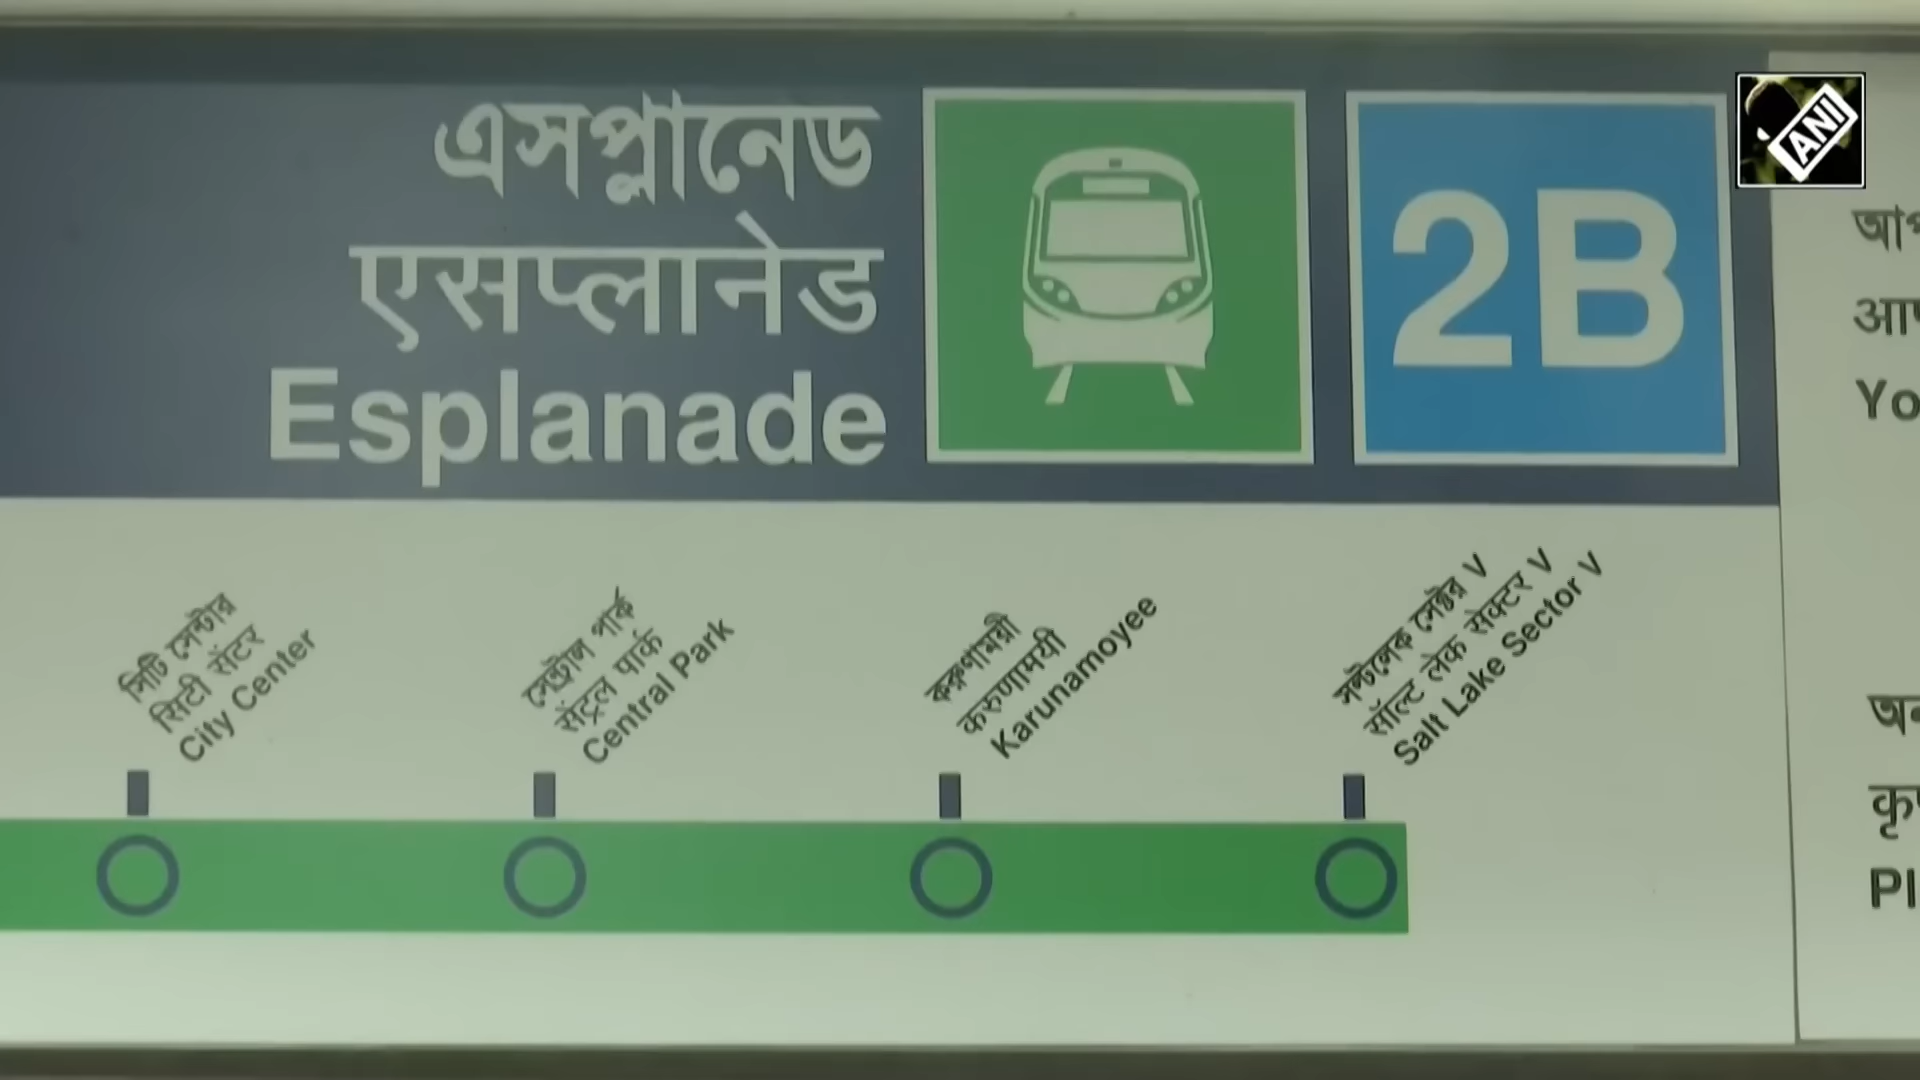 এসপ্লানেড
एसप्लानेड
Esplanade
2B
ANI
সিটি সেন্টার
सिटी सेंटर
City Center
সেন্ট্রাল পার্ক
सेंट्रल पार्क
Central Park
করুণাময়ী
करुणामयी
Karunamoyee
সল্টলেক সেক্টর V
सॉल्ट लेक सेक्टर V
Salt Lake Sector V